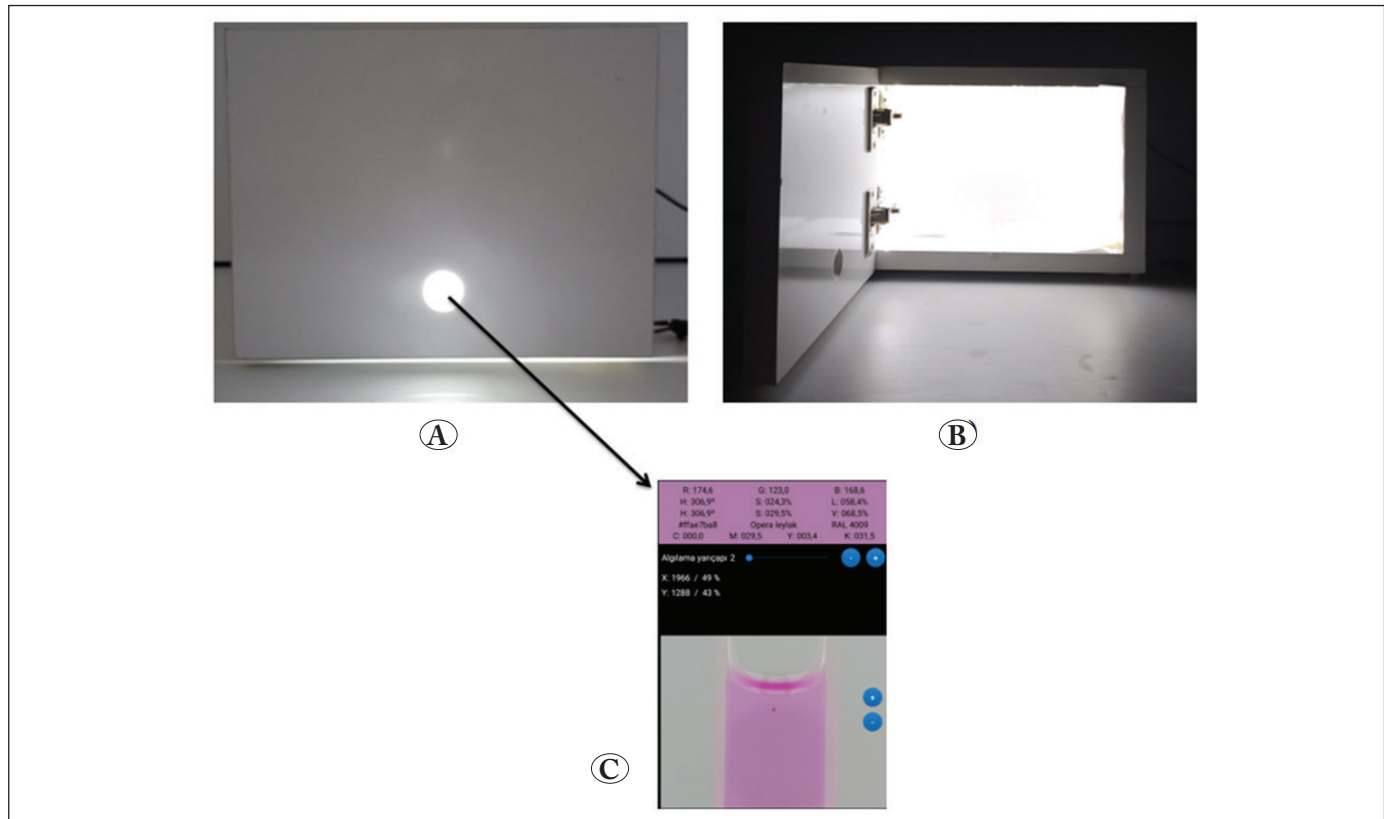 A
B
R: 174,6 G: 123,0 B: 168,6
H: 306,9º S: 024,3% L: 058,4%
H: 306,9º S: 029,5% V: 068,5%
#ffae7ba8 Opera leylak RAL 4009
C: 000,0 M: 029,5 Y: 003,4 K: 031,5
Algılama yarıçapı 2 - +
X: 1966 / 49 %
Y: 1288 / 43 %
+
-
C